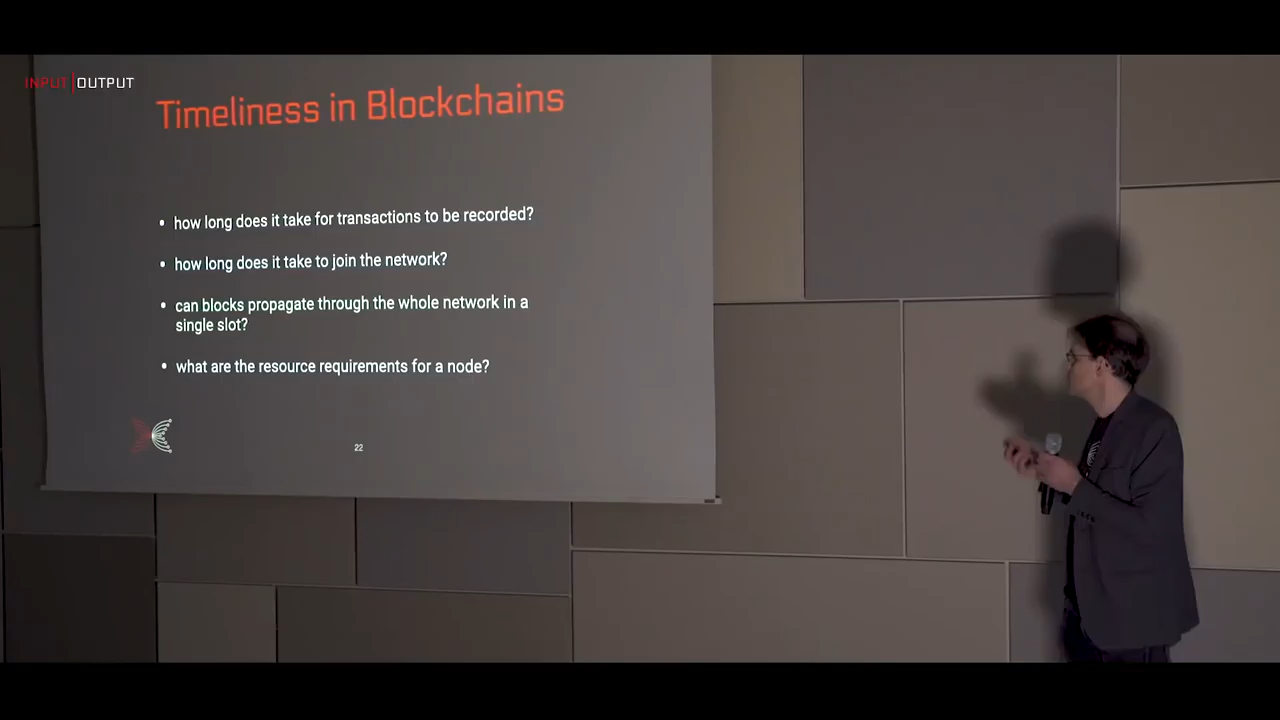 INPUT|OUTPUT
Timeliness in Blockchains
• how long does it take for transactions to be recorded?
• how long does it take to join the network?
• can blocks propagate through the whole network in a
single slot?
• what are the resource requirements for a node?
22